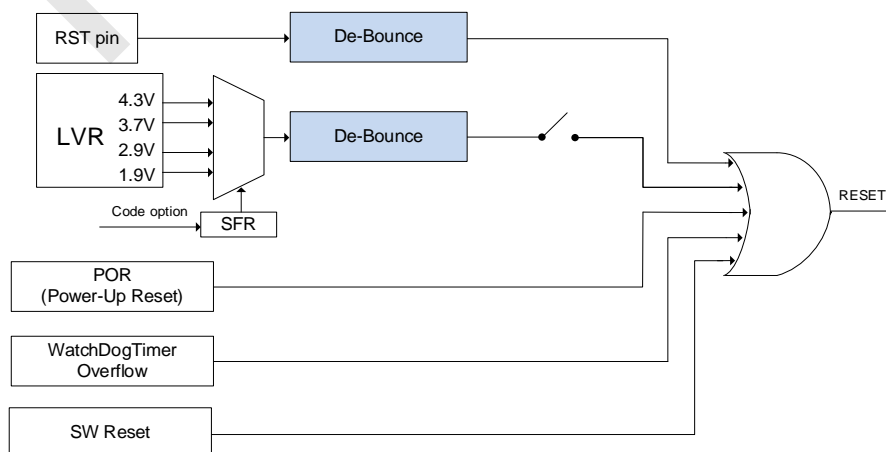 RST pin
De-Bounce
LVR
4.3V
3.7V
2.9V
1.9V
De-Bounce
Code option
SFR
RESET
POR
(Power-Up Reset)
WatchDogTimer
Overflow
SW Reset